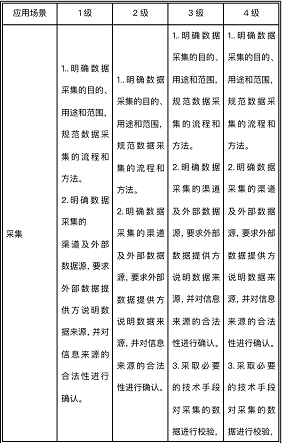 应用场景
1 级
2 级
3 级
4 级
采集
1..明确数据
采集的目的、
用途和范围，
规范数据采
集的流程和
方法。
2.明确数据
采集的
渠道及外部
数据源，要求
外部数据提
供方说明数
据来源，并对
信息来源的
合法性进行
确认。
1..明确数据
采集的目的、
用途和范围，
规范数据采
集的流程和
方法。
2.明确数据
采集的渠道
及外部数据
源，要求外部
数据提供方
说明数据来
源，并对信息
来源的合法
性进行确认。
1..明确数据
采集的目的、
用途和范围，
规范数据采
集的流程和
方法。
2.明确数据
采集的渠道
及外部数据
源，要求外部
数据提供方
说明数据来
源，并对信息
来源的合法
性进行确认。
3.采取必要
的技术手段
对采集的数
据进行校验，
1..明确数据
采集的目的、
用途和范围，
规范数据采
集的流程和
方法。
2.明确数据
采集的渠道
及外部数据
源，要求外部
数据提供方
说明数据来
源，并对信息
来源的合法
性进行确认。
3.采取必要
的技术手段
对采集的数
据进行校验，